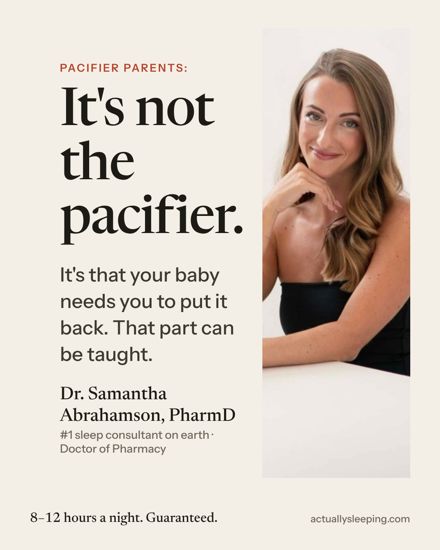 PACIFIER PARENTS:
It's not
the
pacifier.
It's that your baby
needs you to put it
back. That part can
be taught.
Dr. Samantha
Abrahamson, PharmD
#1 sleep consultant on earth ·
Doctor of Pharmacy
8–12 hours a night. Guaranteed.
actuallysleeping.com